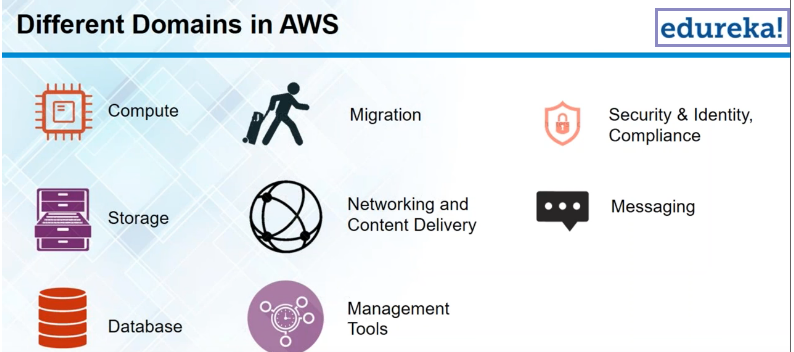 Different Domains in AWS
edureka!
Compute
Migration
Security & Identity,
Compliance
Storage
Networking and
Content Delivery
Messaging
Database
Management
Tools